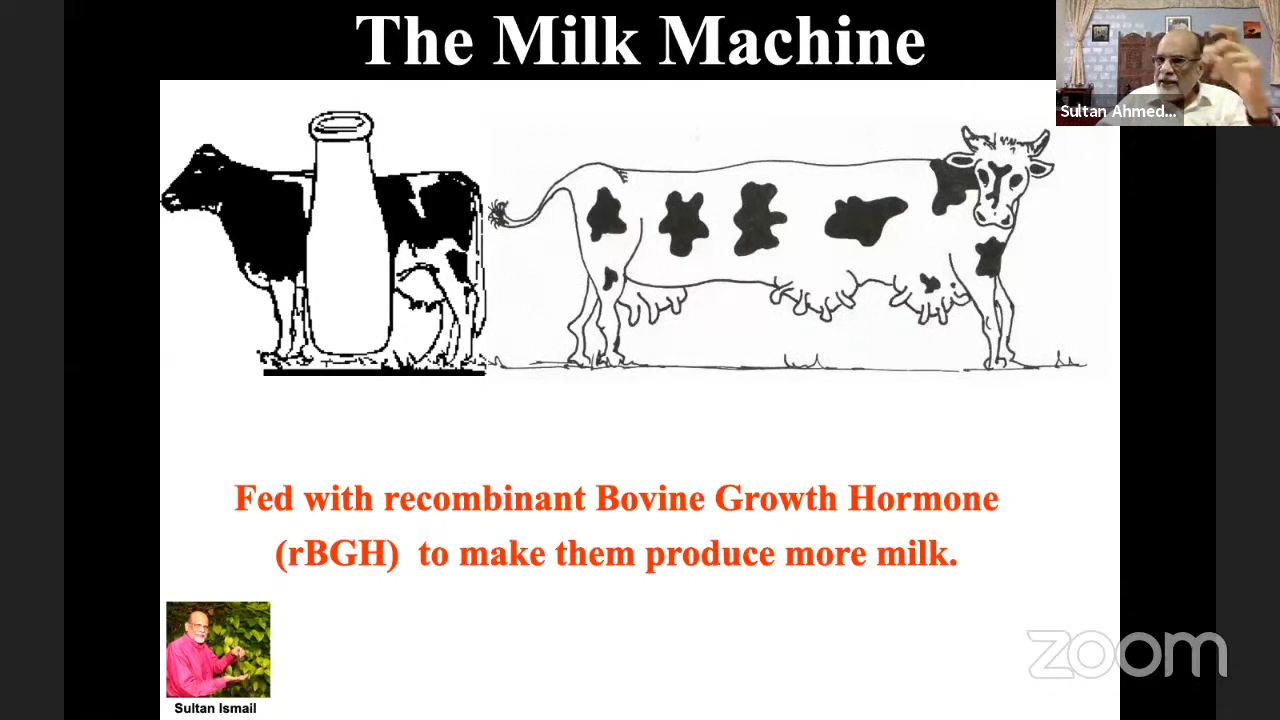 The Milk Machine
Sultan Ahmed...
Fed with recombinant Bovine Growth Hormone
(rBGH) to make them produce more milk.
Sultan Ismail
zoom